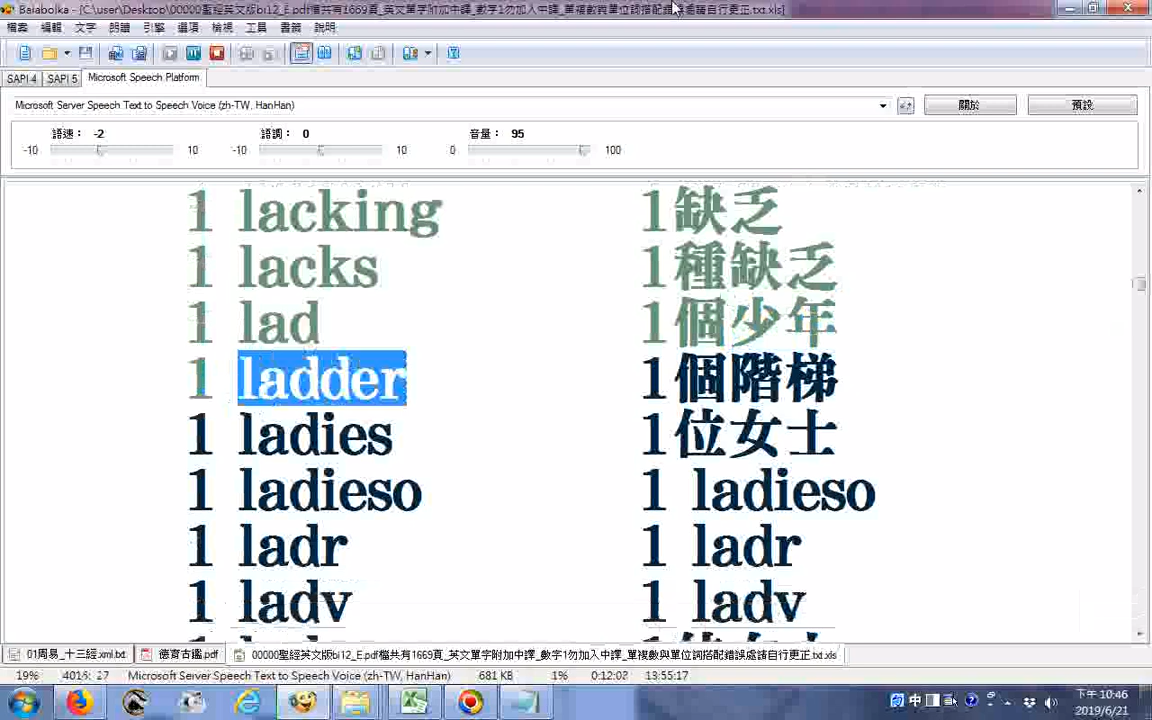 Balabolka - [C:\user\Desktop\00000聖經英文版bi12_E.pdf檔共有1669頁_英文單字附加中譯_數字1勿加入中譯_單複數與單位詞搭配錯誤處請自行更正.txt.xls]
檔案 編輯 文字 朗讀 引擎 選項 檢視 工具 書籤 說明
SAPI 4 SAPI 5 Microsoft Speech Platform
Microsoft Server Speech Text to Speech Voice (zh-TW, HanHan) 關於 預設
語速： -2 語調： 0 音量： 95
-10 10 -10 10 0 100
1 lacking 1缺乏
1 lacks 1種缺乏
1 lad 1個少年
1 ladder 1個階梯
1 ladies 1位女士
1 ladieso 1 ladieso
1 ladr 1 ladr
1 ladv 1 ladv
01周易_十三經.xml.txt 德育古鑑.pdf 00000聖經英文版bi12_E.pdf檔共有1669頁_英文單字附加中譯_數字1勿加入中譯_單複數與單位詞搭配錯誤處請自行更正.txt.xls
19% 4016: 27 Microsoft Server Speech Text to Speech Voice (zh-TW, HanHan) 681 KB 1% 0:12:02 13:55:17
中 下午 10:46
2019/6/21